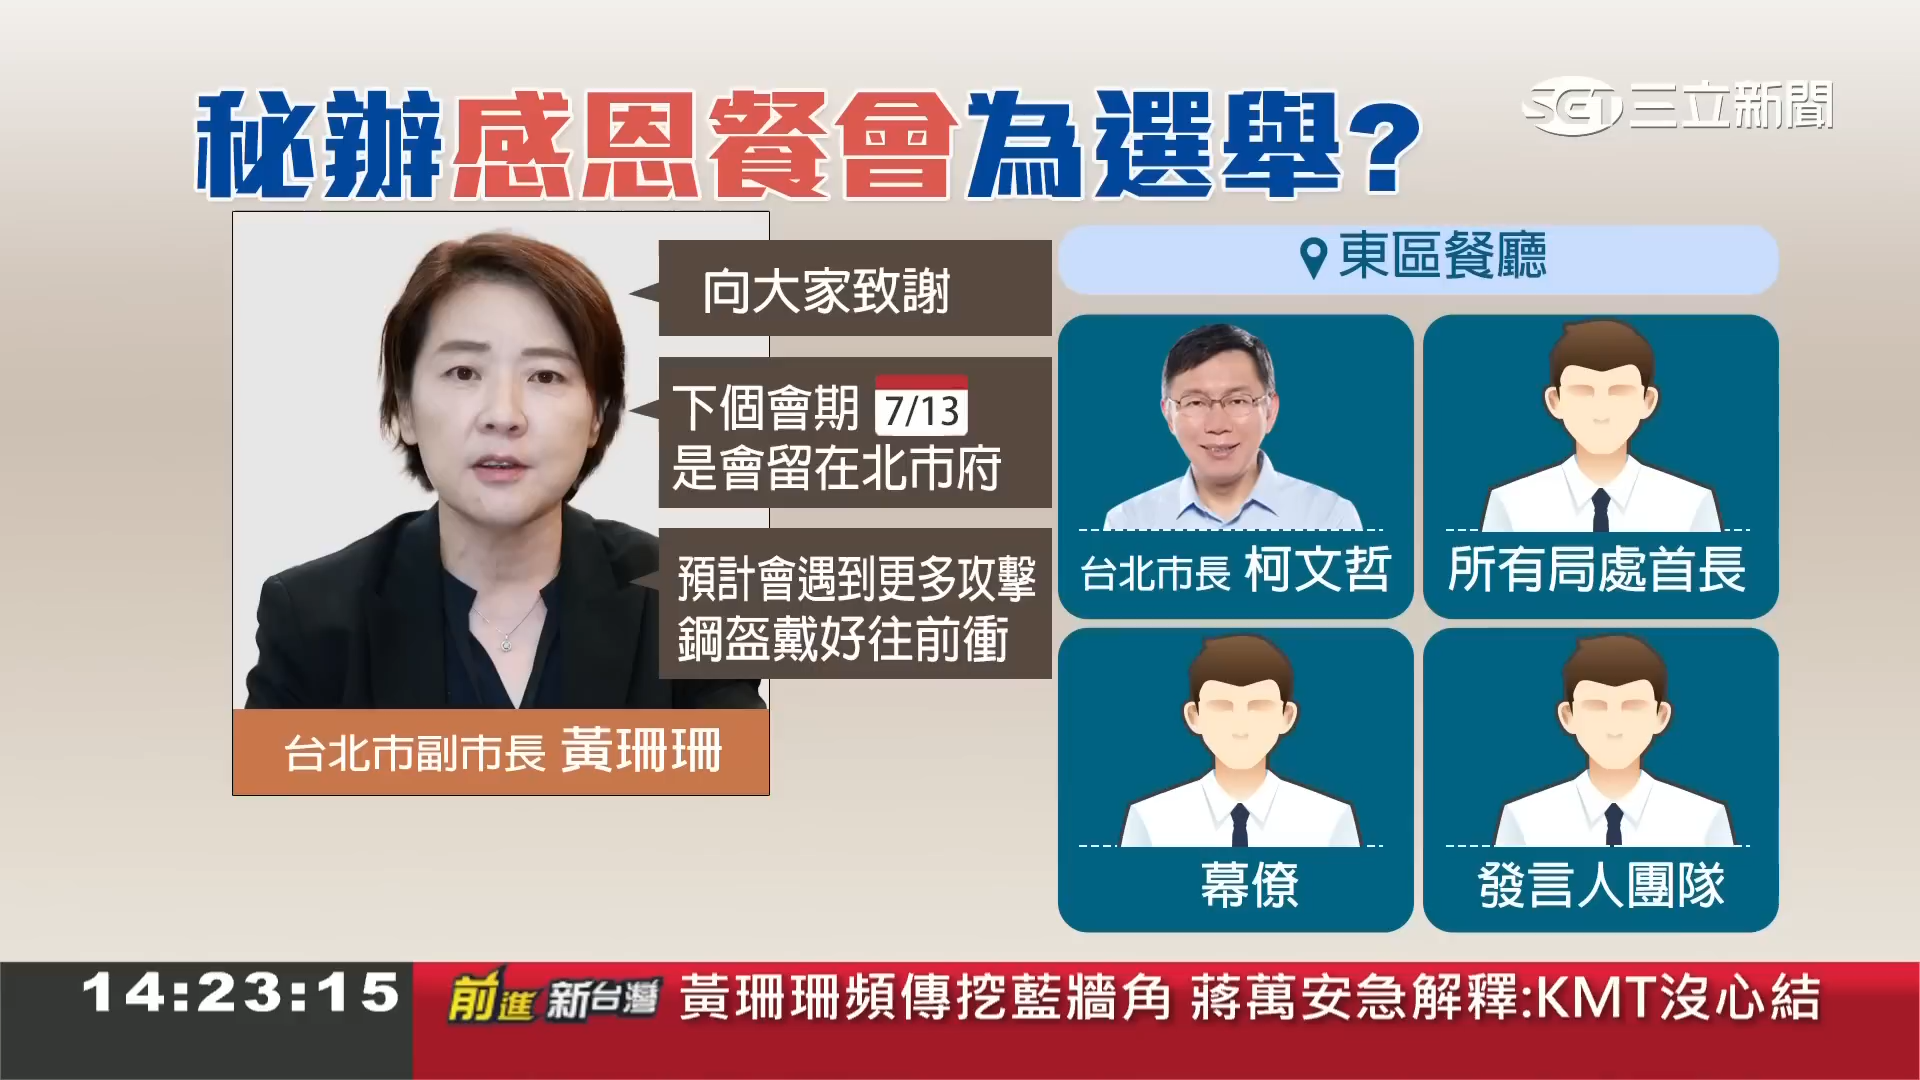 秘辦感恩餐會為選舉?
SET三立新聞
向大家致謝
下個會期 7/13
是會留在北市府
預計會遇到更多攻擊
鋼盔戴好往前衝
台北市副市長 黃珊珊
東區餐廳
台北市長 柯文哲
所有局處首長
幕僚
發言人團隊
14:23:15
前進新台灣
黃珊珊頻傳挖藍牆角 蔣萬安急解釋:KMT沒心結